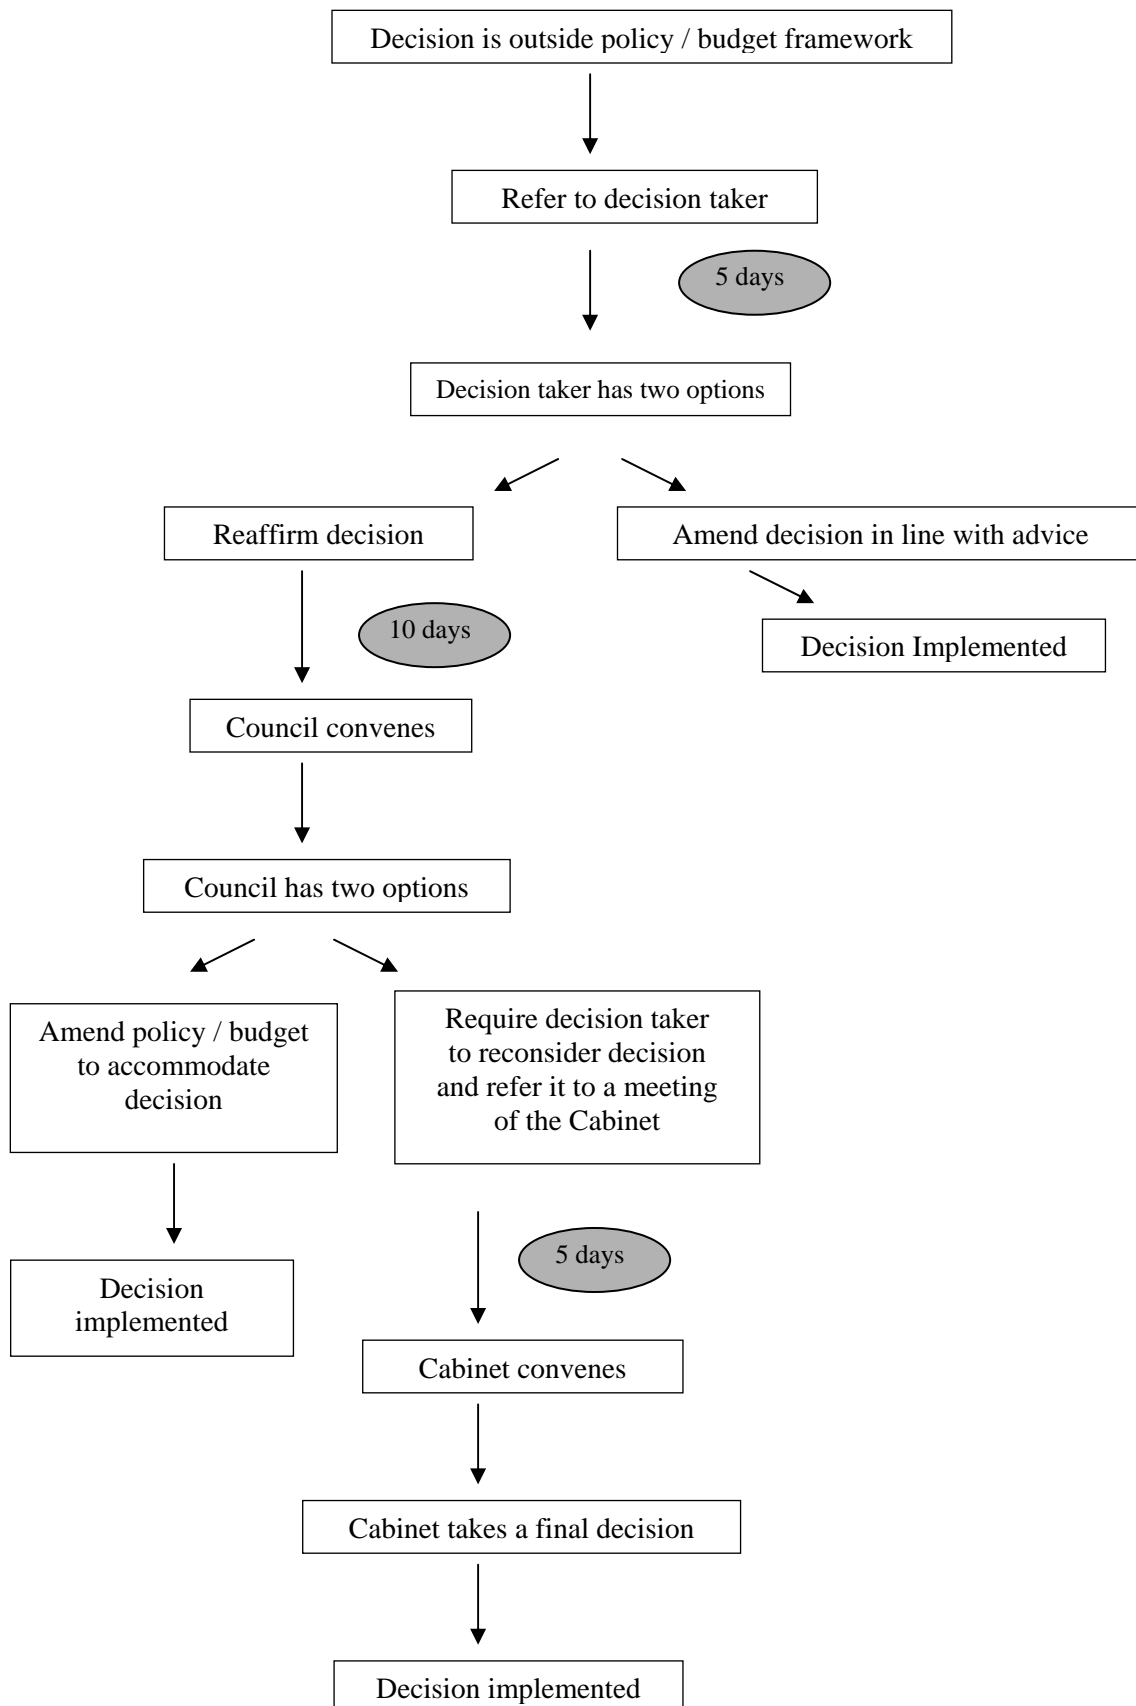 Decision is outside policy / budget framework
Refer to decision taker
5 days
Decision taker has two options
Reaffirm decision
Amend decision in line with advice
10 days
Decision Implemented
Council convenes
Council has two options
Amend policy / budget
to accommodate
decision
Require decision taker
to reconsider decision
and refer it to a meeting
of the Cabinet
5 days
Decision
implemented
Cabinet convenes
Cabinet takes a final decision
Decision implemented